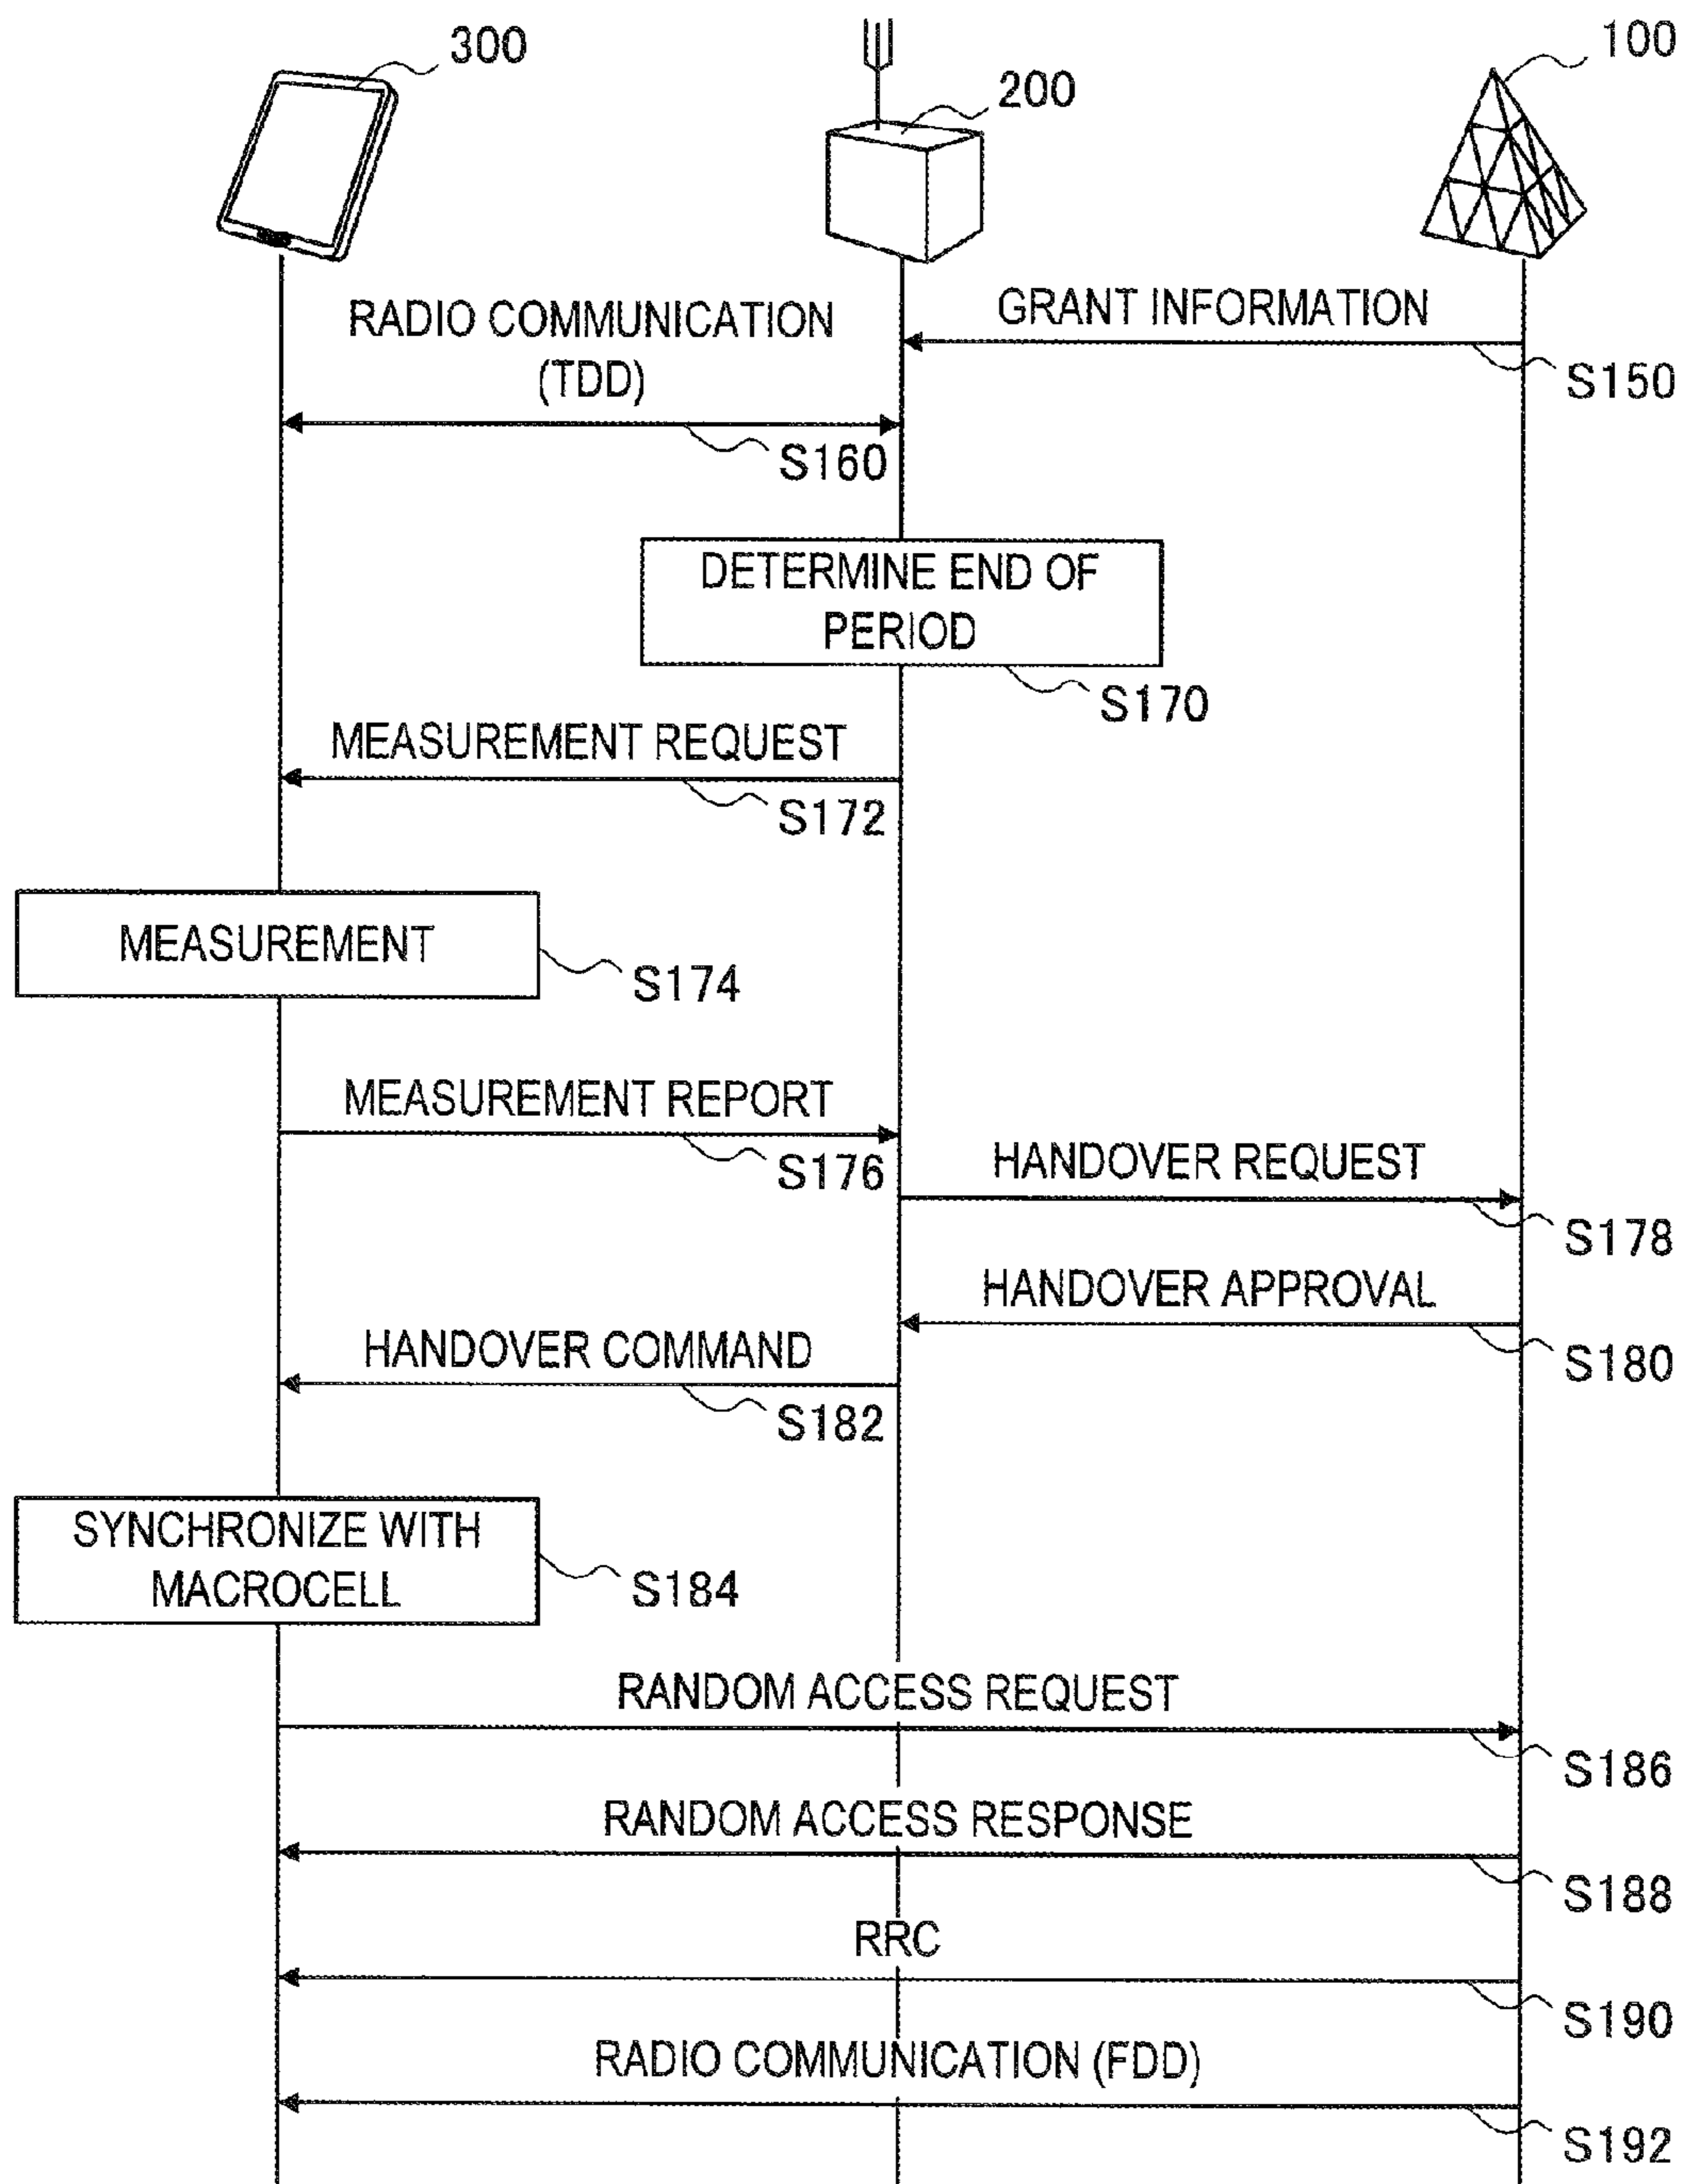 300
200
100
GRANT INFORMATION
S150
RADIO COMMUNICATION
(TDD)
S160
DETERMINE END OF
PERIOD
S170
MEASUREMENT REQUEST
S172
MEASUREMENT
S174
MEASUREMENT REPORT
S176
HANDOVER REQUEST
S178
HANDOVER APPROVAL
S180
HANDOVER COMMAND
S182
SYNCHRONIZE WITH
MACROCELL
S184
RANDOM ACCESS REQUEST
S186
RANDOM ACCESS RESPONSE
S188
RRC
S190
RADIO COMMUNICATION (FDD)
S192